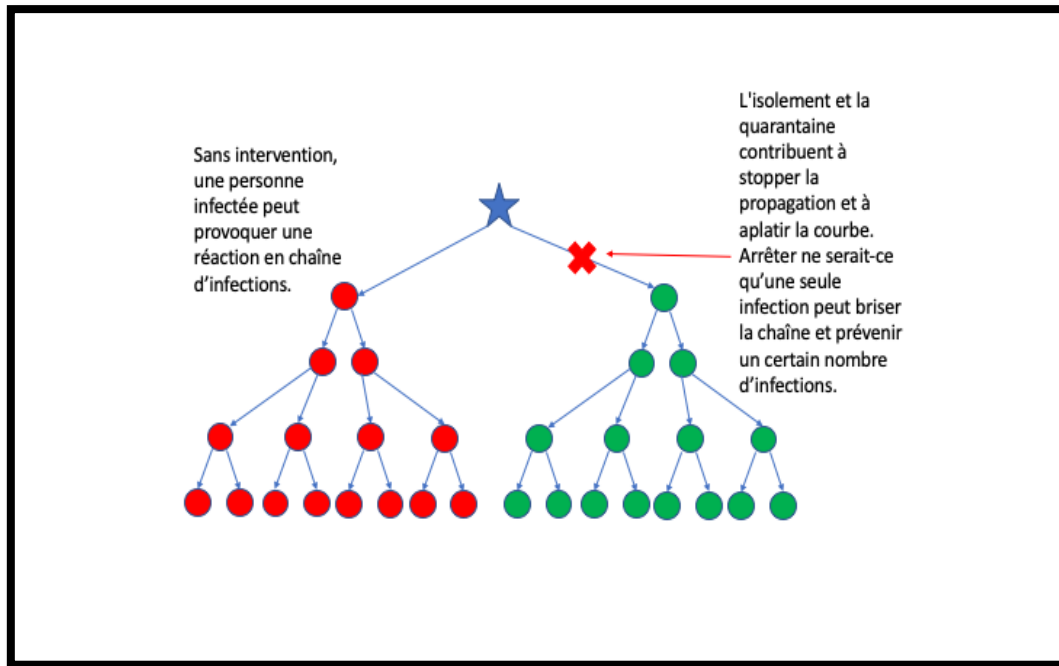 Sans intervention,
une personne
infectée peut
provoquer une
réaction en chaîne
d’infections.
L'isolement et la
quarantaine
contribuent à
stopper la
propagation et à
aplatir la courbe.
Arrêter ne serait-ce
qu’une seule
infection peut briser
la chaîne et prévenir
un certain nombre
d’infections.